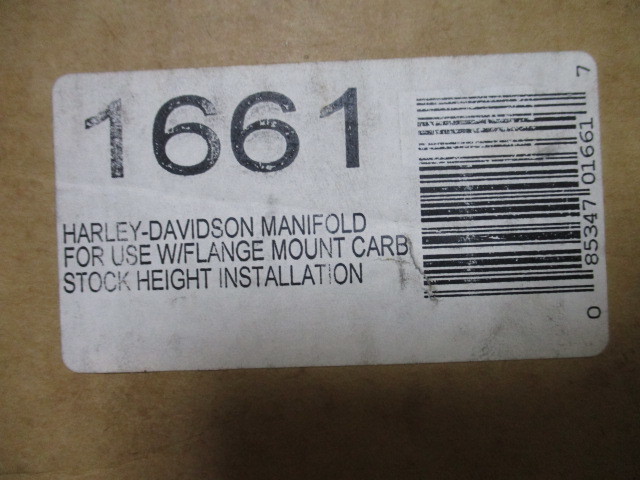 1661
HARLEY-DAVIDSON MANIFOLD
FOR USE W/FLANGE MOUNT CARB
STOCK HEIGHT INSTALLATION
0 85347 01661 7